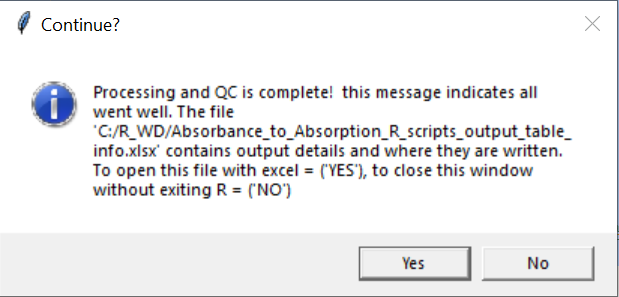 Continue?
Processing and QC is complete!  this message indicates all
went well. The file
'C:/R_WD/Absorbance_to_Absorption_R_scripts_output_table_
info.xlsx' contains output details and where they are written.
To open this file with excel = ('YES'), to close this window
without exiting R = ('NO')
Yes
No